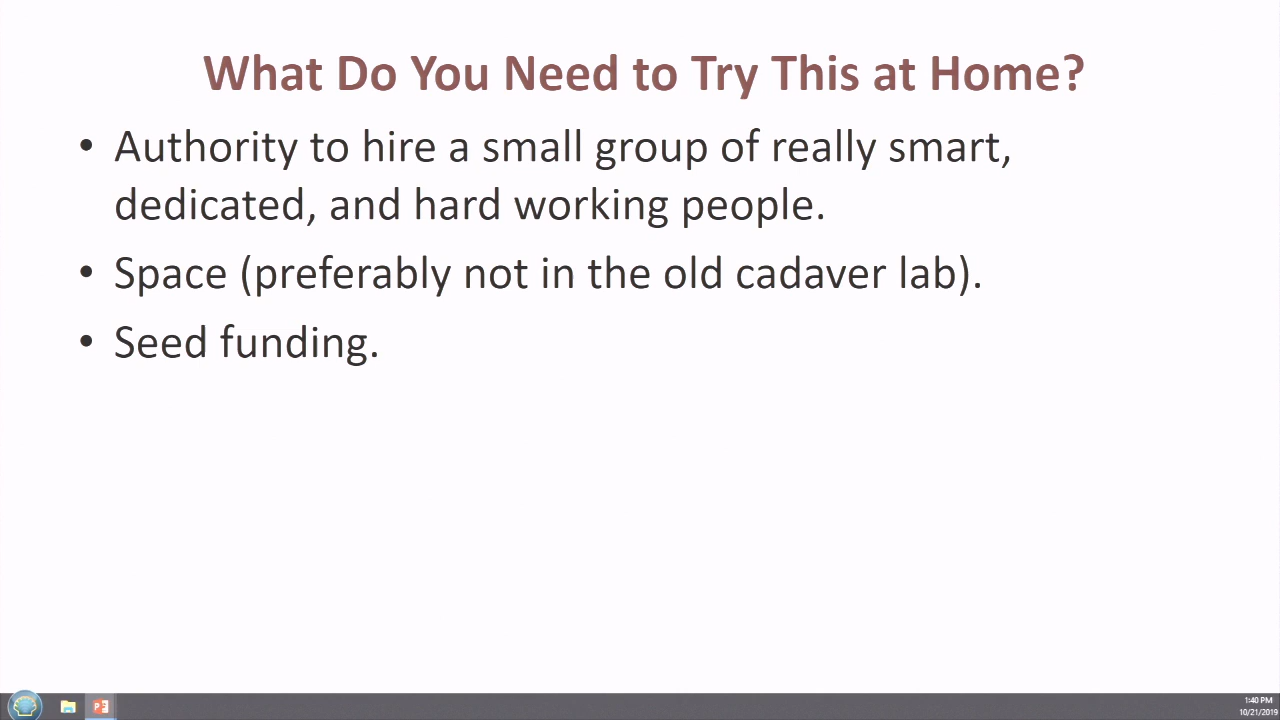 What Do You Need to Try This at Home?
• Authority to hire a small group of really smart,
dedicated, and hard working people.
• Space (preferably not in the old cadaver lab).
• Seed funding.
1:40 PM
10/21/2019